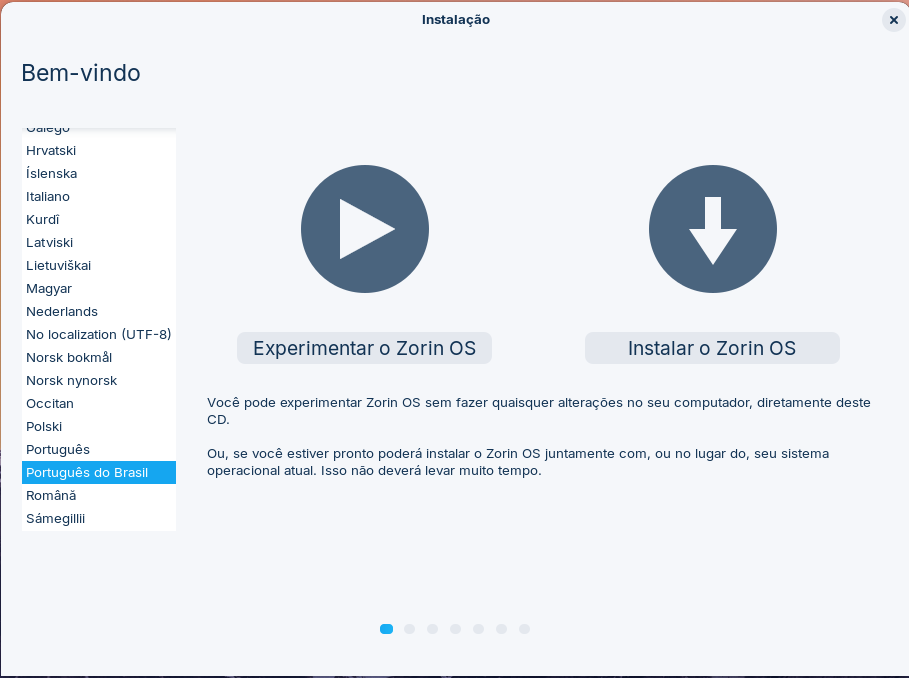 Instalação
Bem-vindo
Galego
Hrvatski
Íslenska
Italiano
Kurdî
Latviski
Lietuviškai
Magyar
Nederlands
No localization (UTF-8)
Norsk bokmål
Norsk nynorsk
Occitan
Polski
Português
Português do Brasil
Română
Sámegillii
Experimentar o Zorin OS
Instalar o Zorin OS
Você pode experimentar Zorin OS sem fazer quaisquer alterações no seu computador, diretamente deste
CD.
Ou, se você estiver pronto poderá instalar o Zorin OS juntamente com, ou no lugar do, seu sistema
operacional atual. Isso não deverá levar muito tempo.